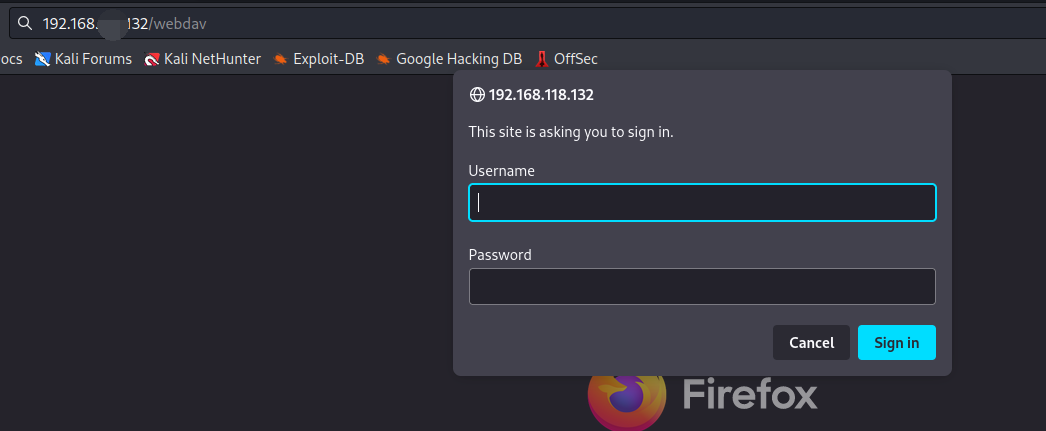 192.168. 132/webdav
ocs Kali Forums Kali NetHunter Exploit-DB Google Hacking DB OffSec
192.168.118.132
This site is asking you to sign in.
Username
Password
Cancel Sign in
Firefox